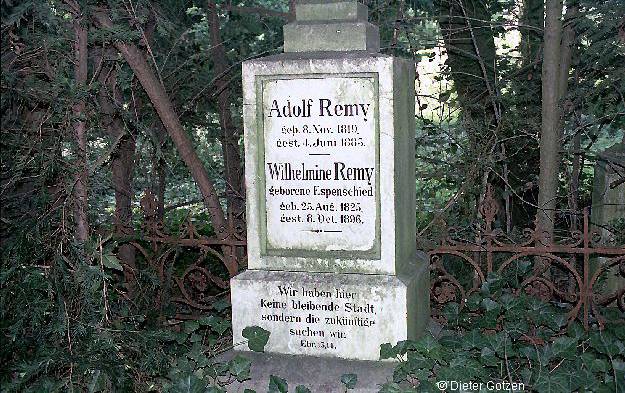 Adolf Remy
geb. 8. Nov. 1819,
gest. 4. Juni 1885.
Wilhelmine Remy
geborene Espenschied
geb. 25. Aug. 1825,
gest. 8. Oct. 1896.
Wir haben hier
keine bleibende Stadt,
sondern die zukünftige
suchen wir.
Ebr. 13,14.
© Dieter Gotzen